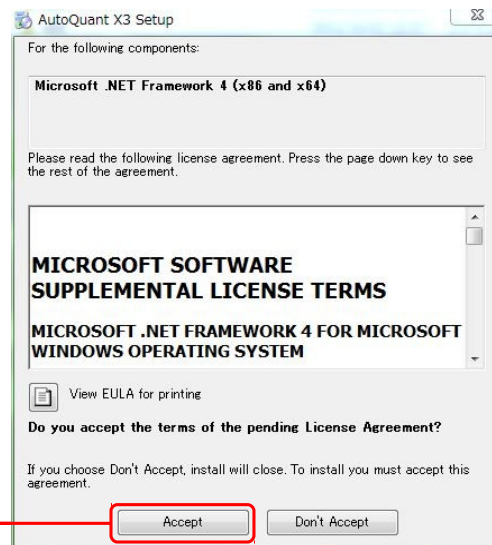 AutoQuant X3 Setup
For the following components:
Microsoft .NET Framework 4 (x86 and x64)
Please read the following license agreement. Press the page down key to see
the rest of the agreement.
MICROSOFT SOFTWARE
SUPPLEMENTAL LICENSE TERMS
MICROSOFT .NET FRAMEWORK 4 FOR MICROSOFT
WINDOWS OPERATING SYSTEM
View EULA for printing
Do you accept the terms of the pending License Agreement?
If you choose Don't Accept, install will close. To install you must accept this
agreement.
Accept
Don't Accept